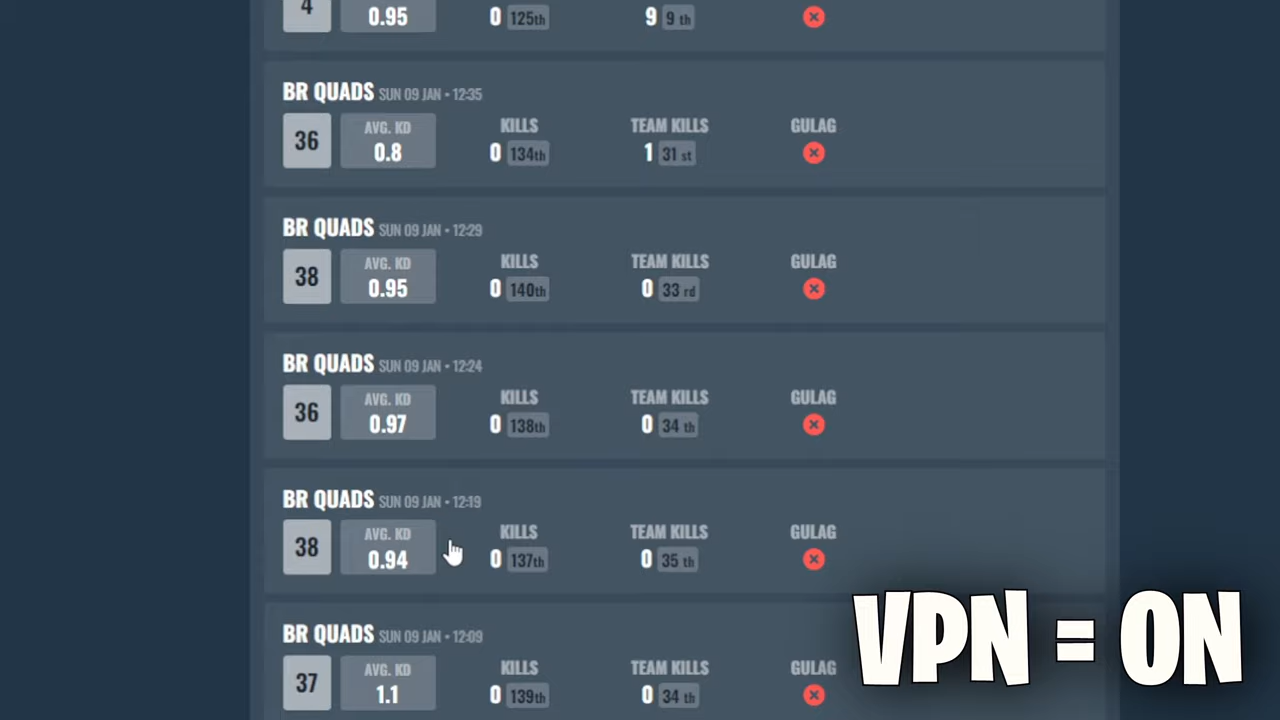 4 0.95 0 125th 9 9 th
BR QUADS SUN 09 JAN • 12:35
AVG. KD KILLS TEAM KILLS GULAG
36 0.8 0 134th 1 31 st
BR QUADS SUN 09 JAN • 12:29
AVG. KD KILLS TEAM KILLS GULAG
38 0.95 0 140th 0 33 rd
BR QUADS SUN 09 JAN • 12:24
AVG. KD KILLS TEAM KILLS GULAG
36 0.97 0 138th 0 34 th
BR QUADS SUN 09 JAN • 12:19
AVG. KD KILLS TEAM KILLS GULAG
38 0.94 0 137th 0 35 th
BR QUADS SUN 09 JAN • 12:09
AVG. KD KILLS TEAM KILLS GULAG
37 1.1 0 139th 0 34 th
VPN = ON